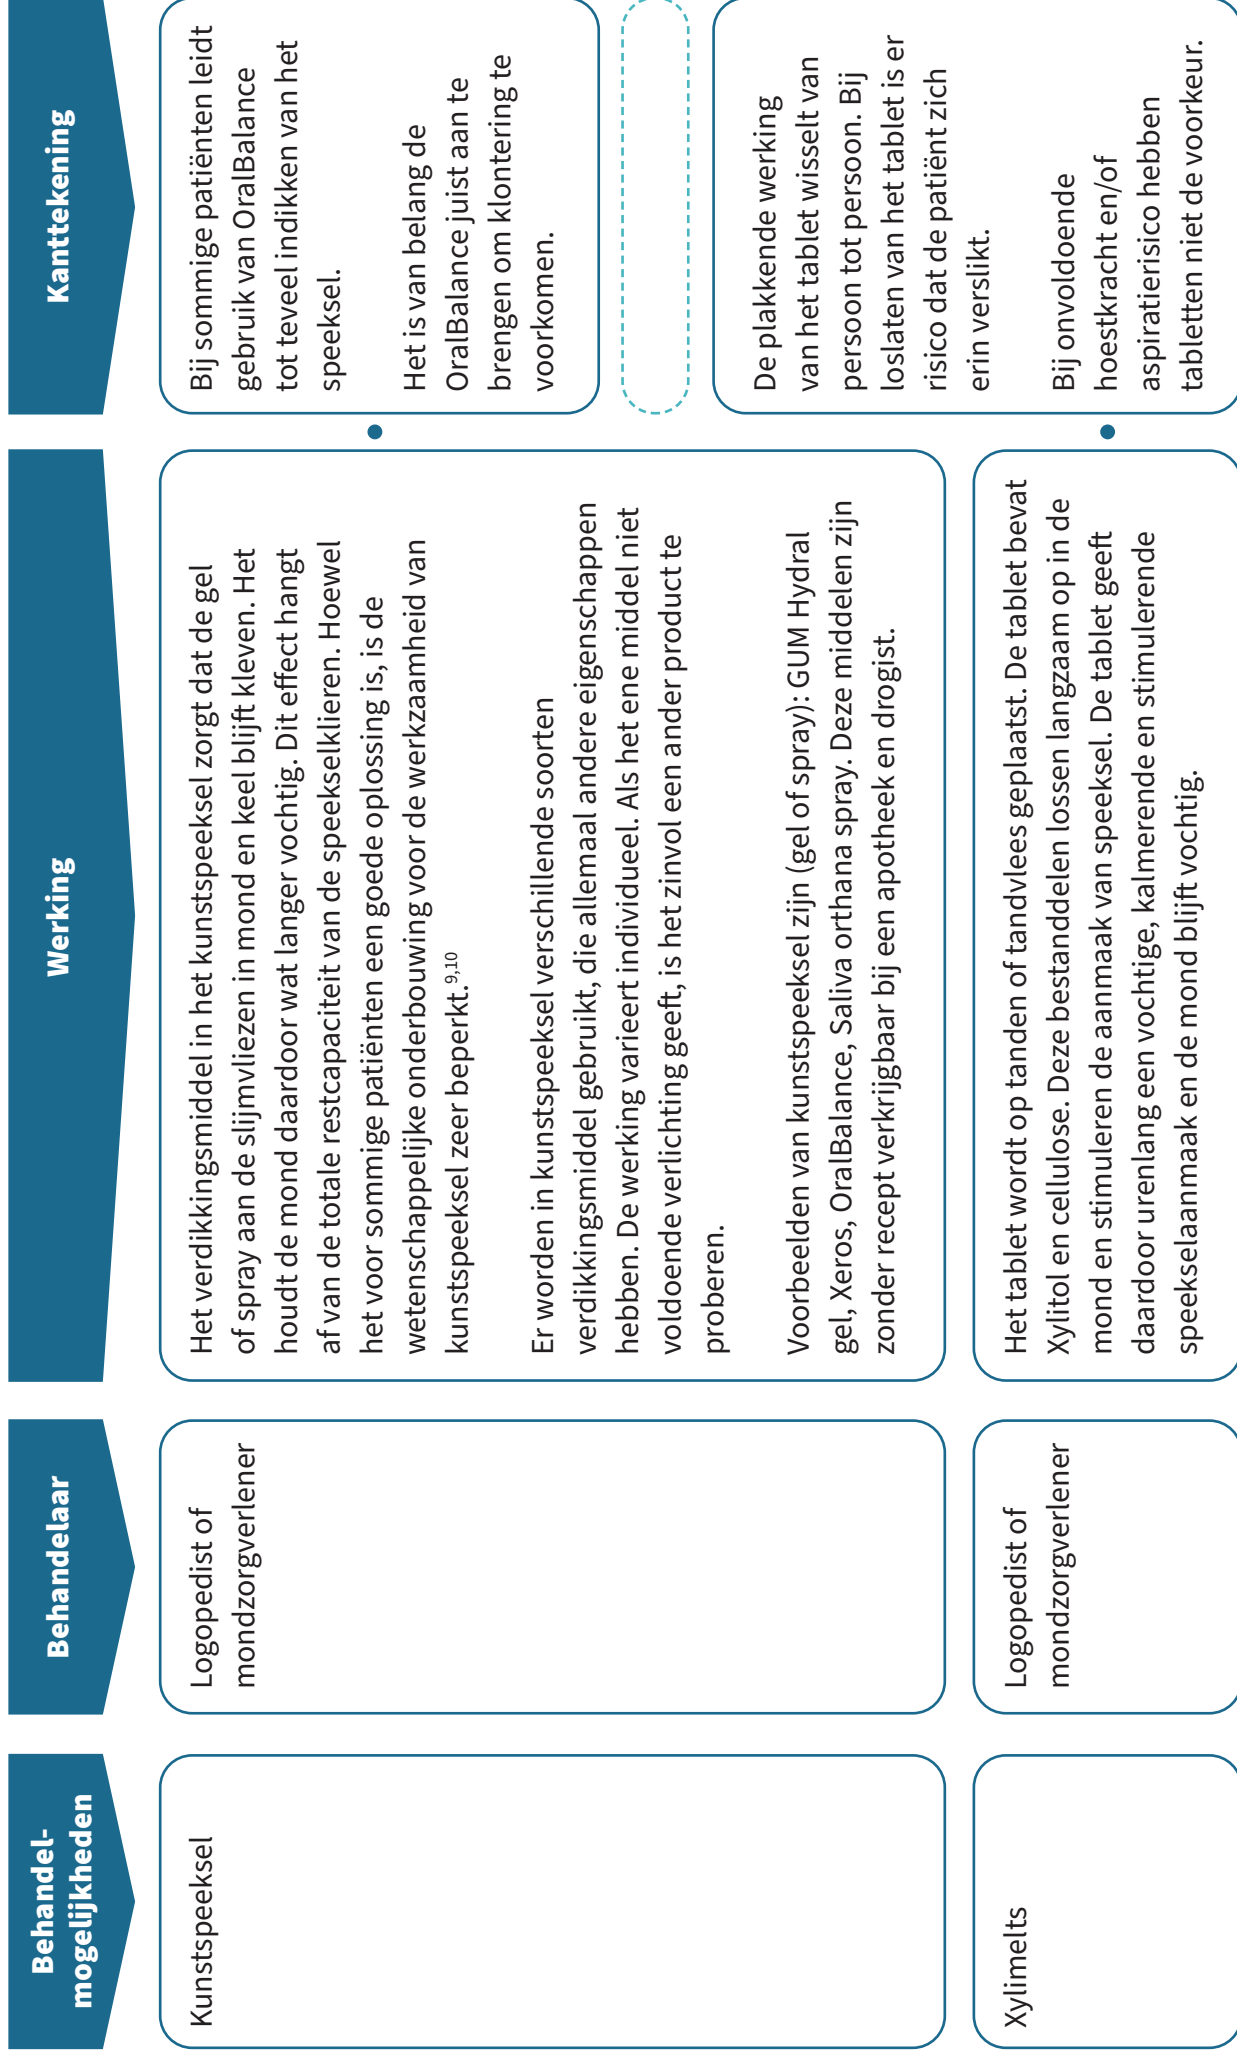 Behandel-
mogelijkheden
Behandelaar
Werking
Kanttekening
Kunstspeeksel
Logopedist of
mondzorgverlener
Het verdikkingsmiddel in het kunstspeeksel zorgt dat de gel
of spray aan de slijmvliezen in mond en keel blijft kleven. Het
houdt de mond daardoor wat langer vochtig. Dit effect hangt
af van de totale restcapaciteit van de speekselklieren. Hoewel
het voor sommige patiënten een goede oplossing is, is de
wetenschappelijke onderbouwing voor de werkzaamheid van
kunstspeeksel zeer beperkt.9,10
Er worden in kunstspeeksel verschillende soorten
verdikkingsmiddel gebruikt, die allemaal andere eigenschappen
hebben. De werking varieert individueel. Als het ene middel niet
voldoende verlichting geeft, is het zinvol een ander product te
proberen.
Voorbeelden van kunstspeeksel zijn (gel of spray): GUM Hydral
gel, Xeros, OralBalance, Saliva orthana spray. Deze middelen zijn
zonder recept verkrijgbaar bij een apotheek en drogist.
Bij sommige patiënten leidt
gebruik van OralBalance
tot teveel indikken van het
speeksel.
Het is van belang de
OralBalance juist aan te
brengen om klontering te
voorkomen.
Xylimelts
Logopedist of
mondzorgverlener
Het tablet wordt op tanden of tandvlees geplaatst. De tablet bevat
Xylitol en cellulose. Deze bestanddelen lossen langzaam op in de
mond en stimuleren de aanmaak van speeksel. De tablet geeft
daardoor urenlang een vochtige, kalmerende en stimulerende
speekselaanmaak en de mond blijft vochtig.
De plakkende werking
van het tablet wisselt van
persoon tot persoon. Bij
loslaten van het tablet is er
risico dat de patiënt zich
erin verslikt.
Bij onvoldoende
hoestkracht en/of
aspiratierisico hebben
tabletten niet de voorkeur.